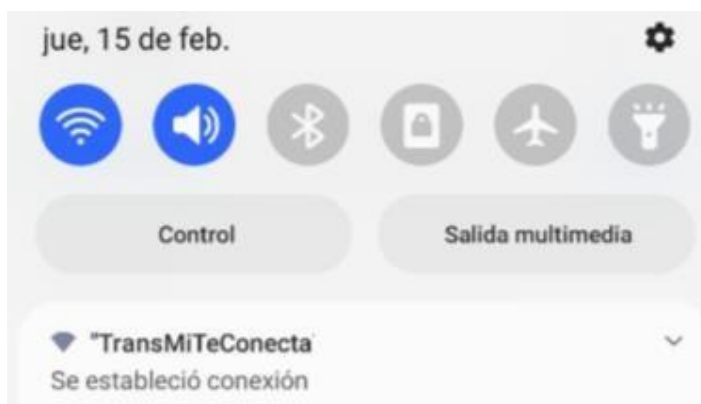 jue, 15 de feb.
Control
Salida multimedia
"TransMiTeConecta"
Se estableció conexión